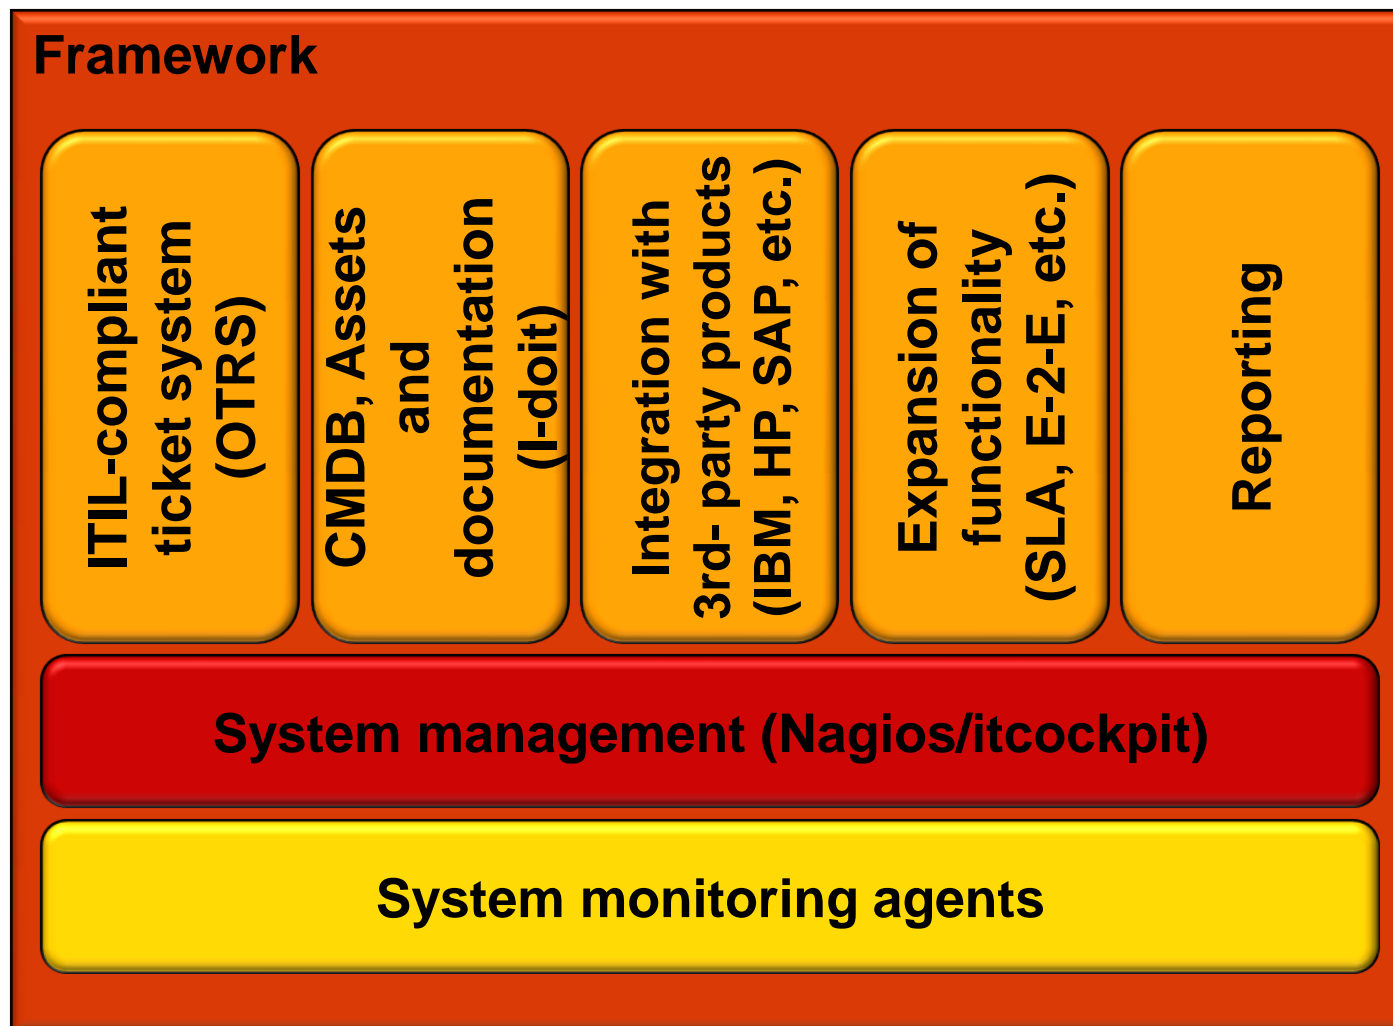 Framework
ITIL-compliant
ticket system
(OTRS)
CMDB, Assets
and
documentation
(I-doit)
Integration with
3rd- party products
(IBM, HP, SAP, etc.)
Expansion of
functionality
(SLA, E-2-E, etc.)
Reporting
System management (Nagios/itcockpit)
System monitoring agents